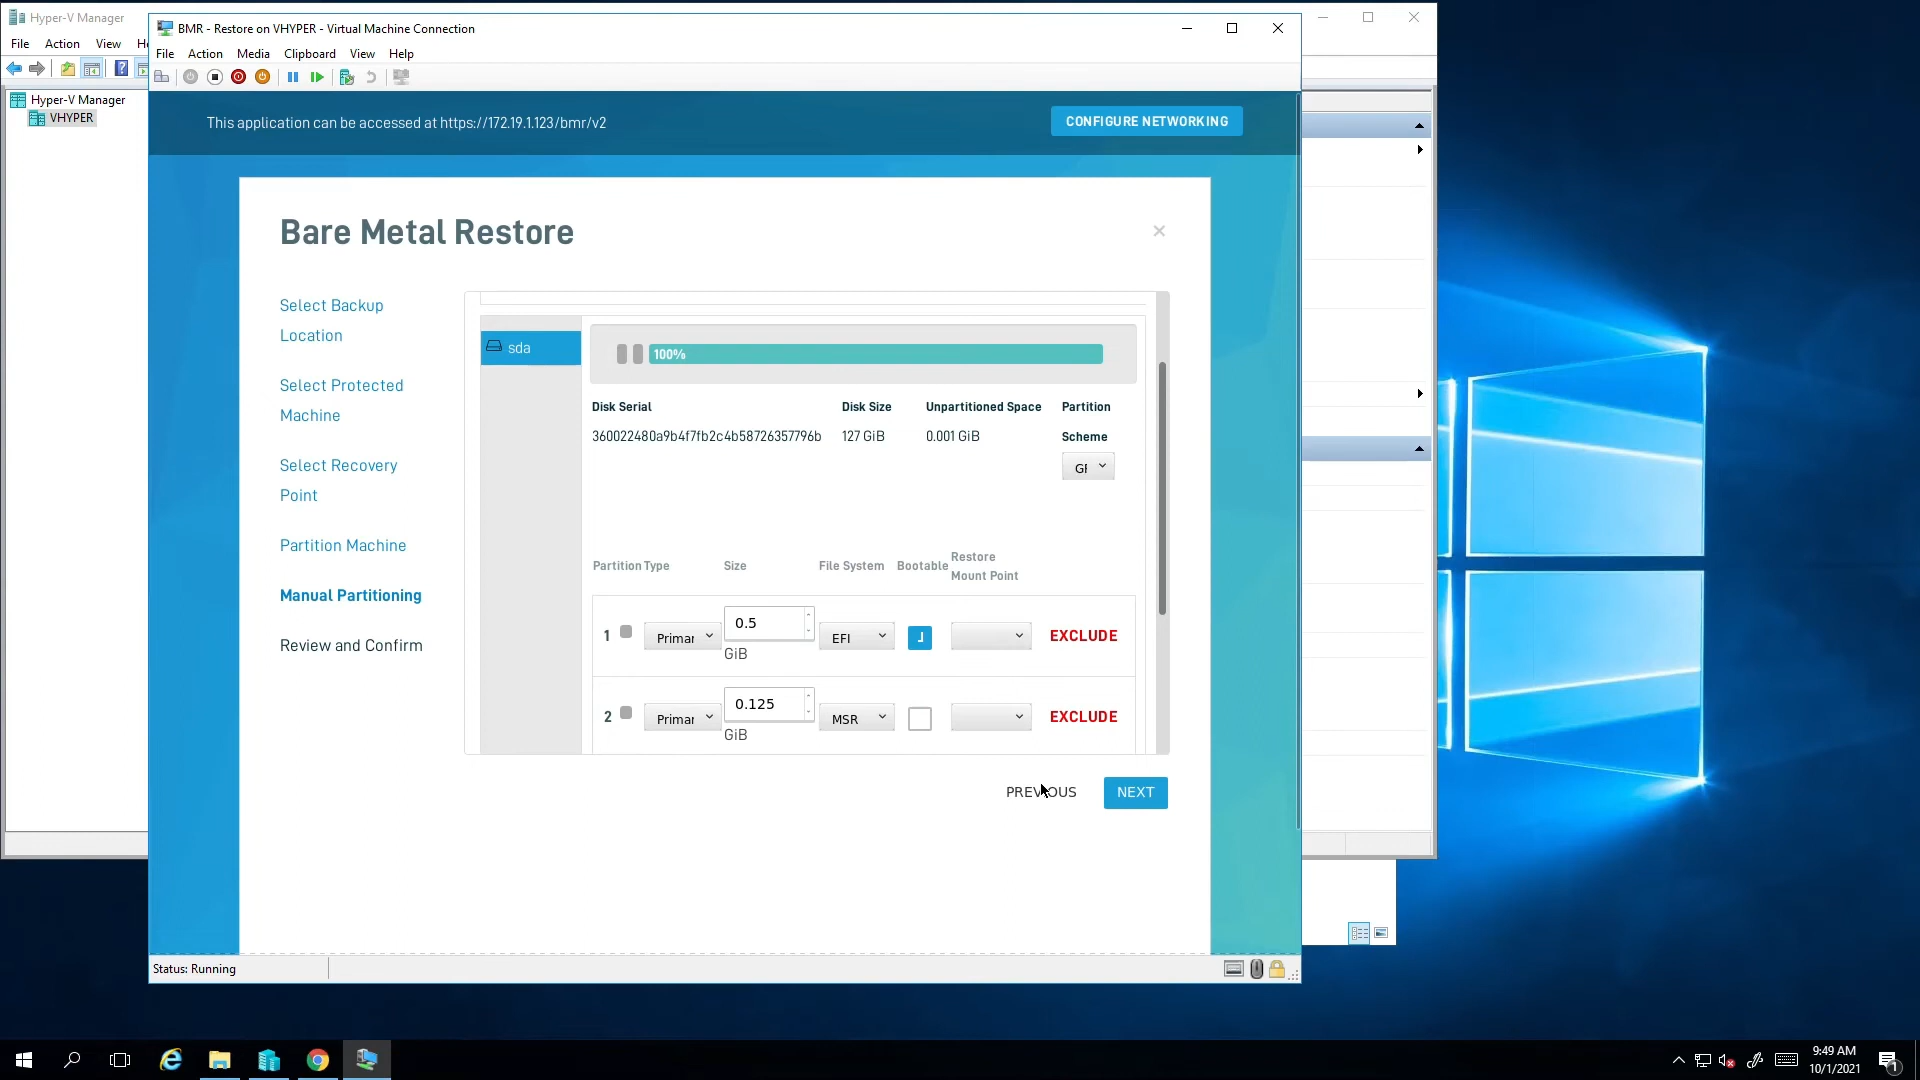 Hyper-V Manager
File Action View
BMR - Restore on VHYPER - Virtual Machine Connection
File Action Media Clipboard View Help
Hyper-V Manager
VHYPER
This application can be accessed at https://172.19.1.123/bmr/v2
CONFIGURE NETWORKING
Bare Metal Restore
Select Backup
Location
Select Protected
Machine
Select Recovery
Point
Partition Machine
Manual Partitioning
Review and Confirm
sda
100%
Disk Serial Disk Size Unpartitioned Space Partition
Scheme
360022480a9b4f7fb2c4b58726357796b 127 GiB 0.001 GiB
Partition Type Size File System Bootable Restore
Mount Point
1 Primar 0.5 GiB EFI EXCLUDE
2 Primar 0.125 GiB MSR EXCLUDE
PREVIOUS NEXT
Status: Running
9:49 AM
10/1/2021
1